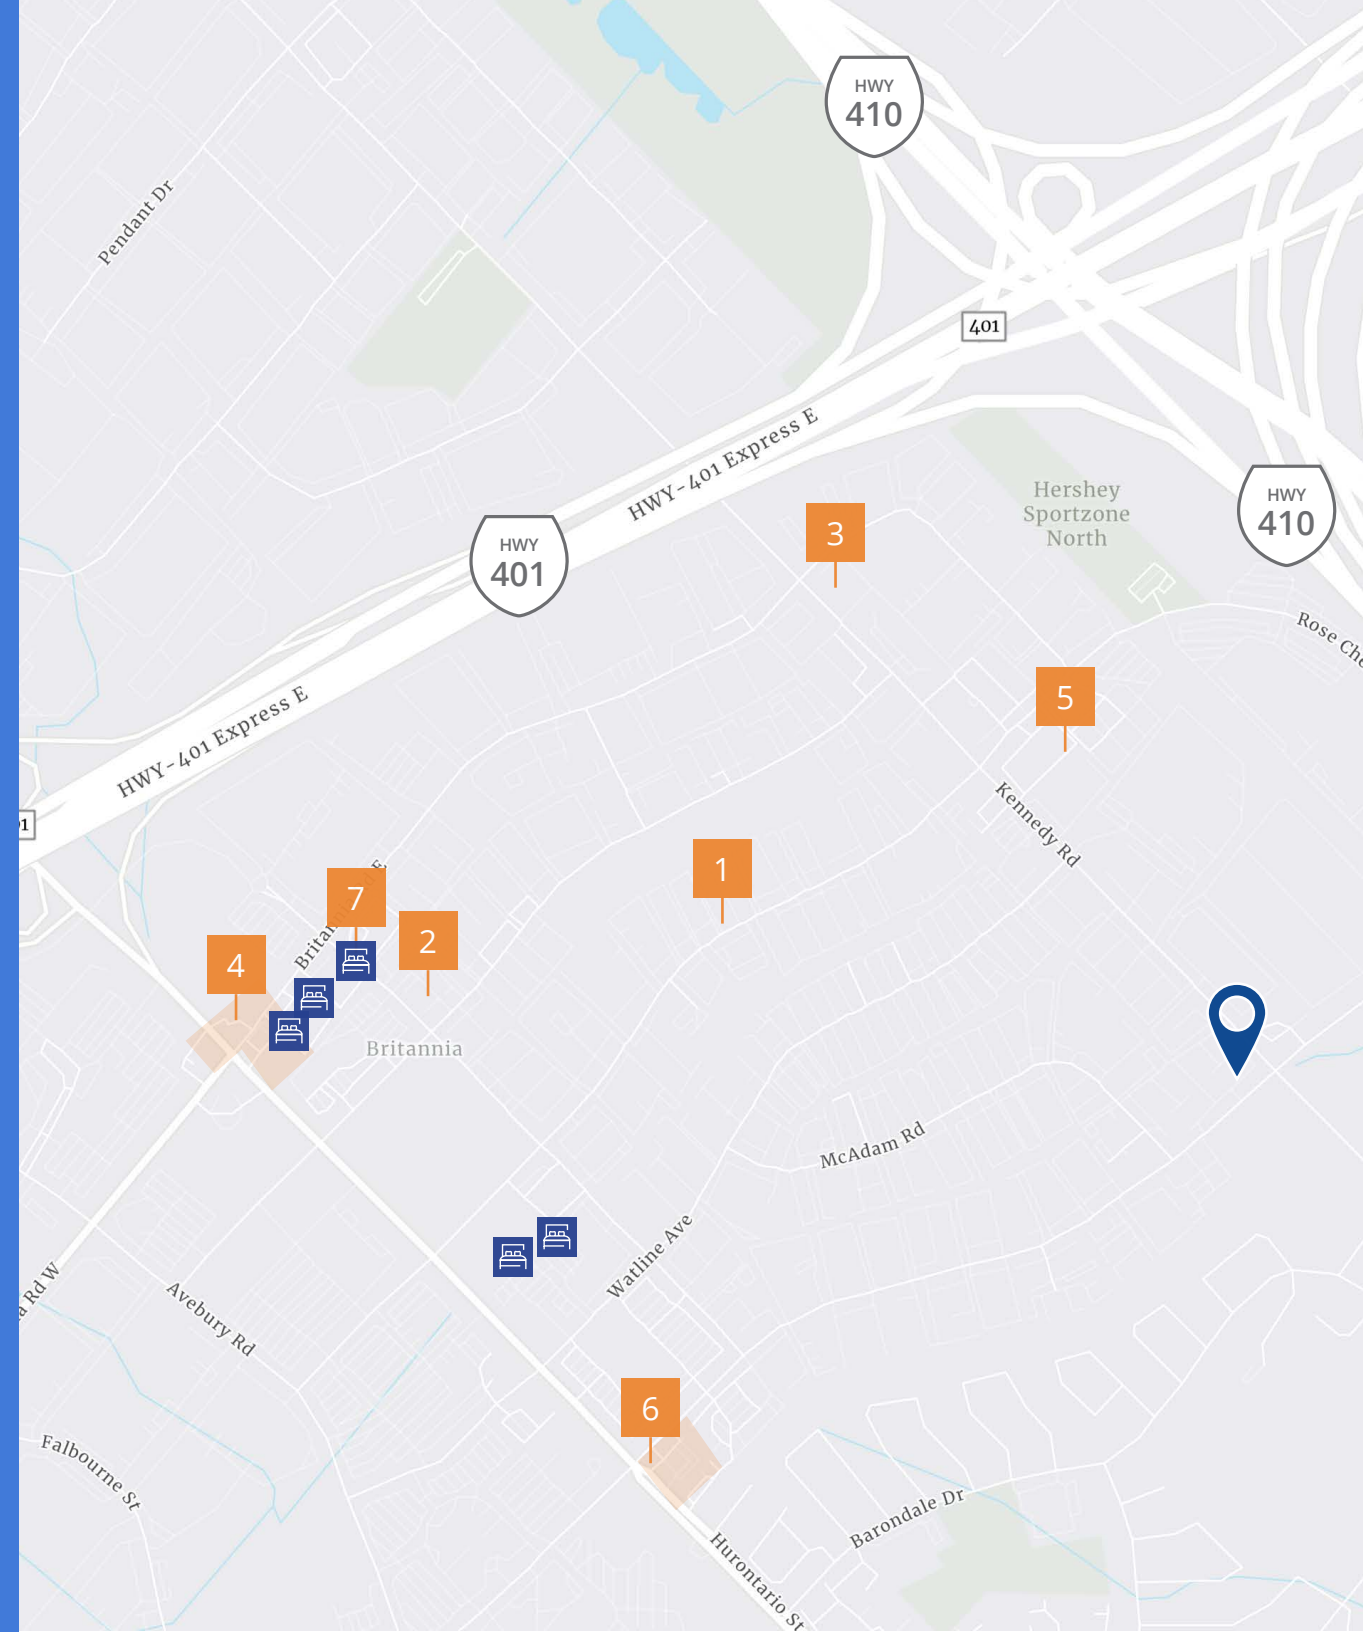 HWY
410
Pendant Dr
401
HWY-401 Express E
Hershey
Sportzone
North
HWY
410
3
HWY
401
Rose
5
HWY-401 Express E
Kennedy Rd
1
7
2
4
Britannia
McAdam Rd
Watline Ave
Rd W
Avebury Rd
6
Falbourne St
Barondale Dr
Hurontario St